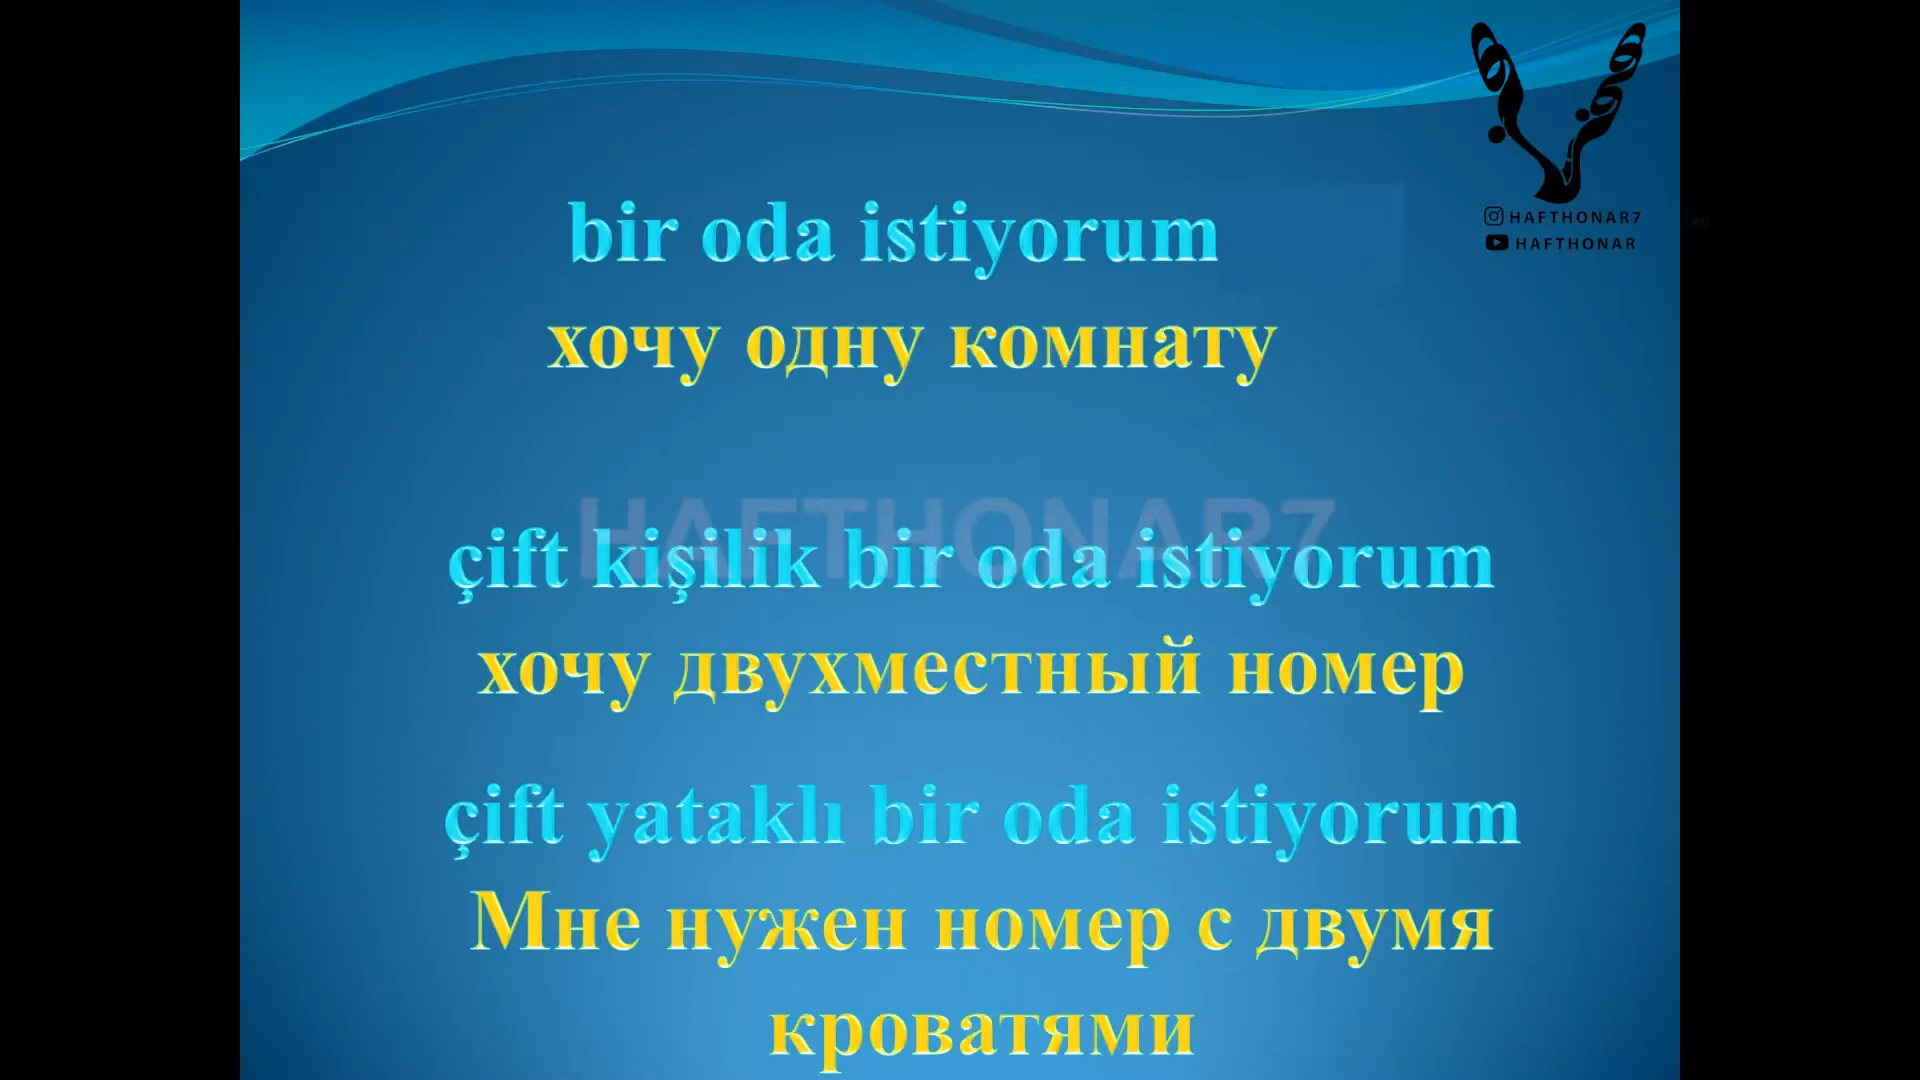 HAFTHONAR7
HAFTHONAR
bir oda istiyorum
хочу одну комнату
HAFTHONAR7
çift kişilik bir oda istiyorum
хочу двухместный номер
çift yataklı bir oda istiyorum
Мне нужен номер с двумя
кроватями